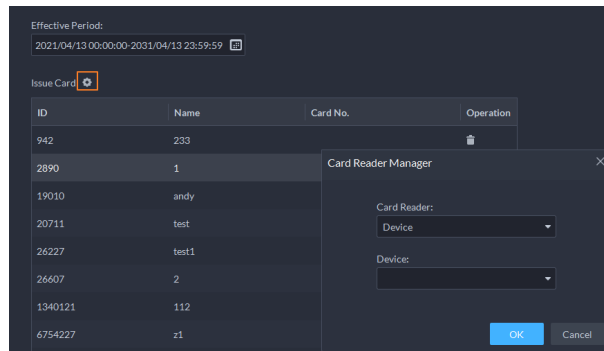 Effective Period:
2021/04/13 00:00:00-2031/04/13 23:59:59
Issue Card
ID Name Card No. Operation
942 233
2890 1
19010 andy
20711 test
26227 test1
26607 2
1340121 112
6754227 z1
Card Reader Manager
Card Reader:
Device
Device:
OK Cancel